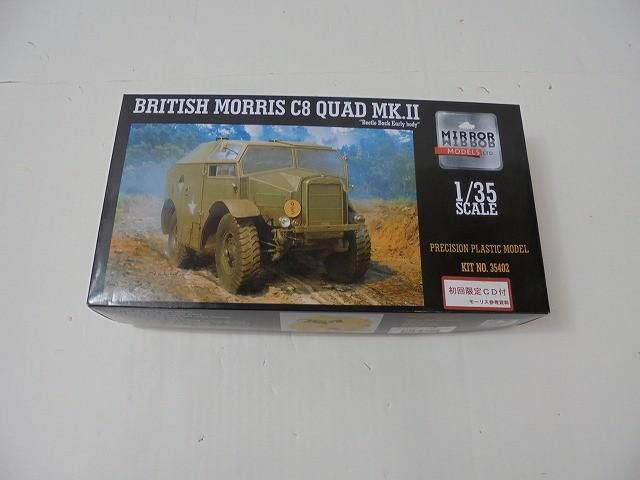 BRITISH MORRIS C8 QUAD MK.II
"Beetle Back Early body"
MIRROR
MODELS LTD
1/35
SCALE
PRECISION PLASTIC MODEL
KIT NO. 35402
初回限定CD付
モーリス参考資料